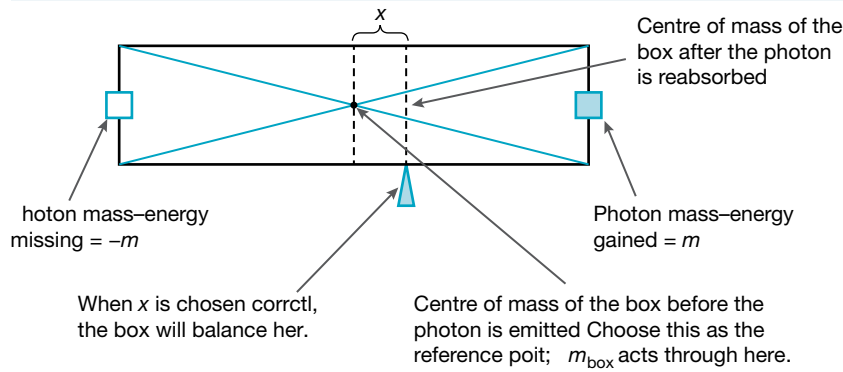 x
Centre of mass of the
box after the photon
is reabsorbed
hoton mass–energy
missing = –m
Photon mass–energy
gained = m
When x is chosen corrctl,
the box will balance her.
Centre of mass of the box before the
photon is emitted Choose this as the
reference poit; mbox acts through here.